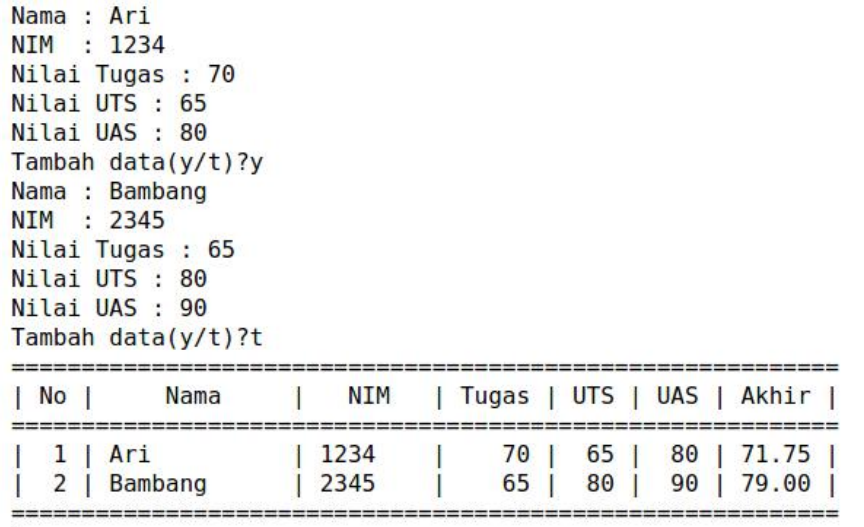 Nama : Ari
NIM  : 1234
Nilai Tugas : 70
Nilai UTS : 65
Nilai UAS : 80
Tambah data(y/t)?y
Nama : Bambang
NIM  : 2345
Nilai Tugas : 65
Nilai UTS : 80
Nilai UAS : 90
Tambah data(y/t)?t
===========================================================
| No |     Nama     |   NIM   | Tugas | UTS | UAS | Akhir |
===========================================================
|  1 | Ari          | 1234    |    70 |  65 |  80 | 71.75 |
|  2 | Bambang      | 2345    |    65 |  80 |  90 | 79.00 |
===========================================================